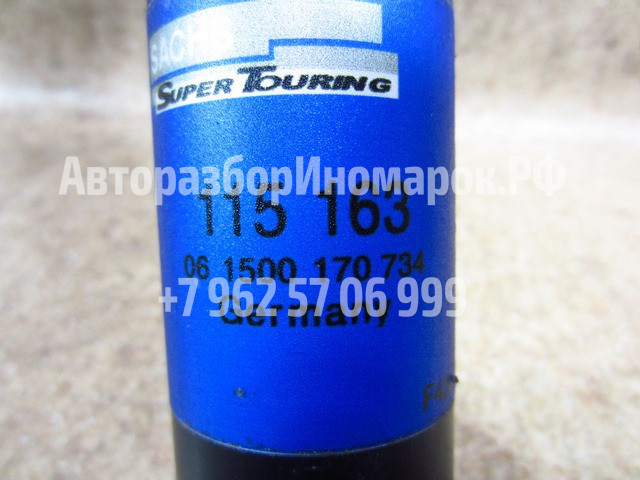 SACHS
SUPER TOURING
АвторазборИномарок.РФ
115 163
06 1500 170 734
+7 962 57 06 999
Germany